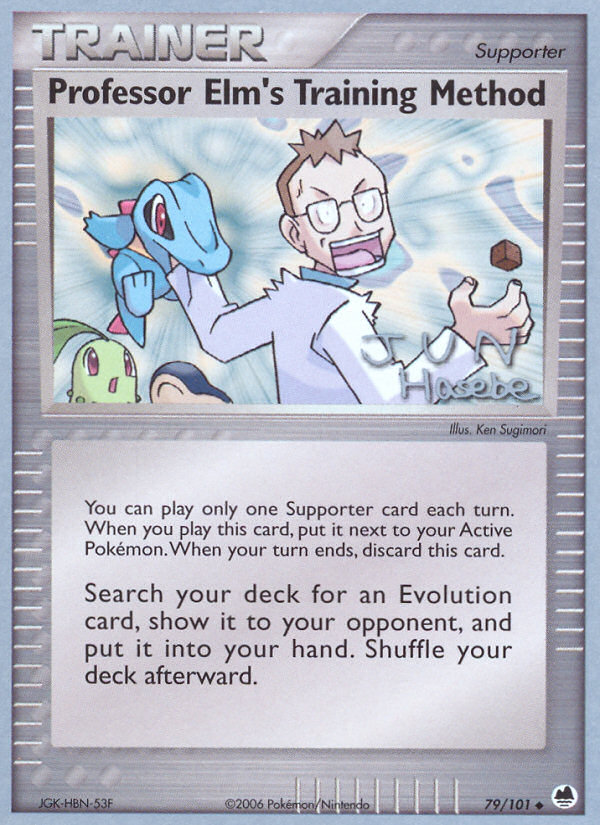 TRAINER
Supporter
Professor Elm's Training Method
JUN
Hasebe
Illus. Ken Sugimori
You can play only one Supporter card each turn.
When you play this card, put it next to your Active
Pokémon. When your turn ends, discard this card.
Search your deck for an Evolution
card, show it to your opponent, and
put it into your hand. Shuffle your
deck afterward.
JGK-HBN-53F
©2006 Pokémon/Nintendo
79/101